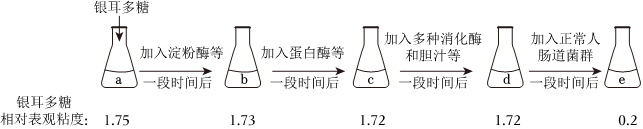 银耳多糖
加入淀粉酶等
一段时间后
加入蛋白酶等
一段时间后
加入多种消化酶
和胆汁等
一段时间后
加入正常人
肠道菌群
一段时间后
a
b
c
d
e
银耳多糖
相对表观粘度: 1.75 1.73 1.72 1.72 0.2